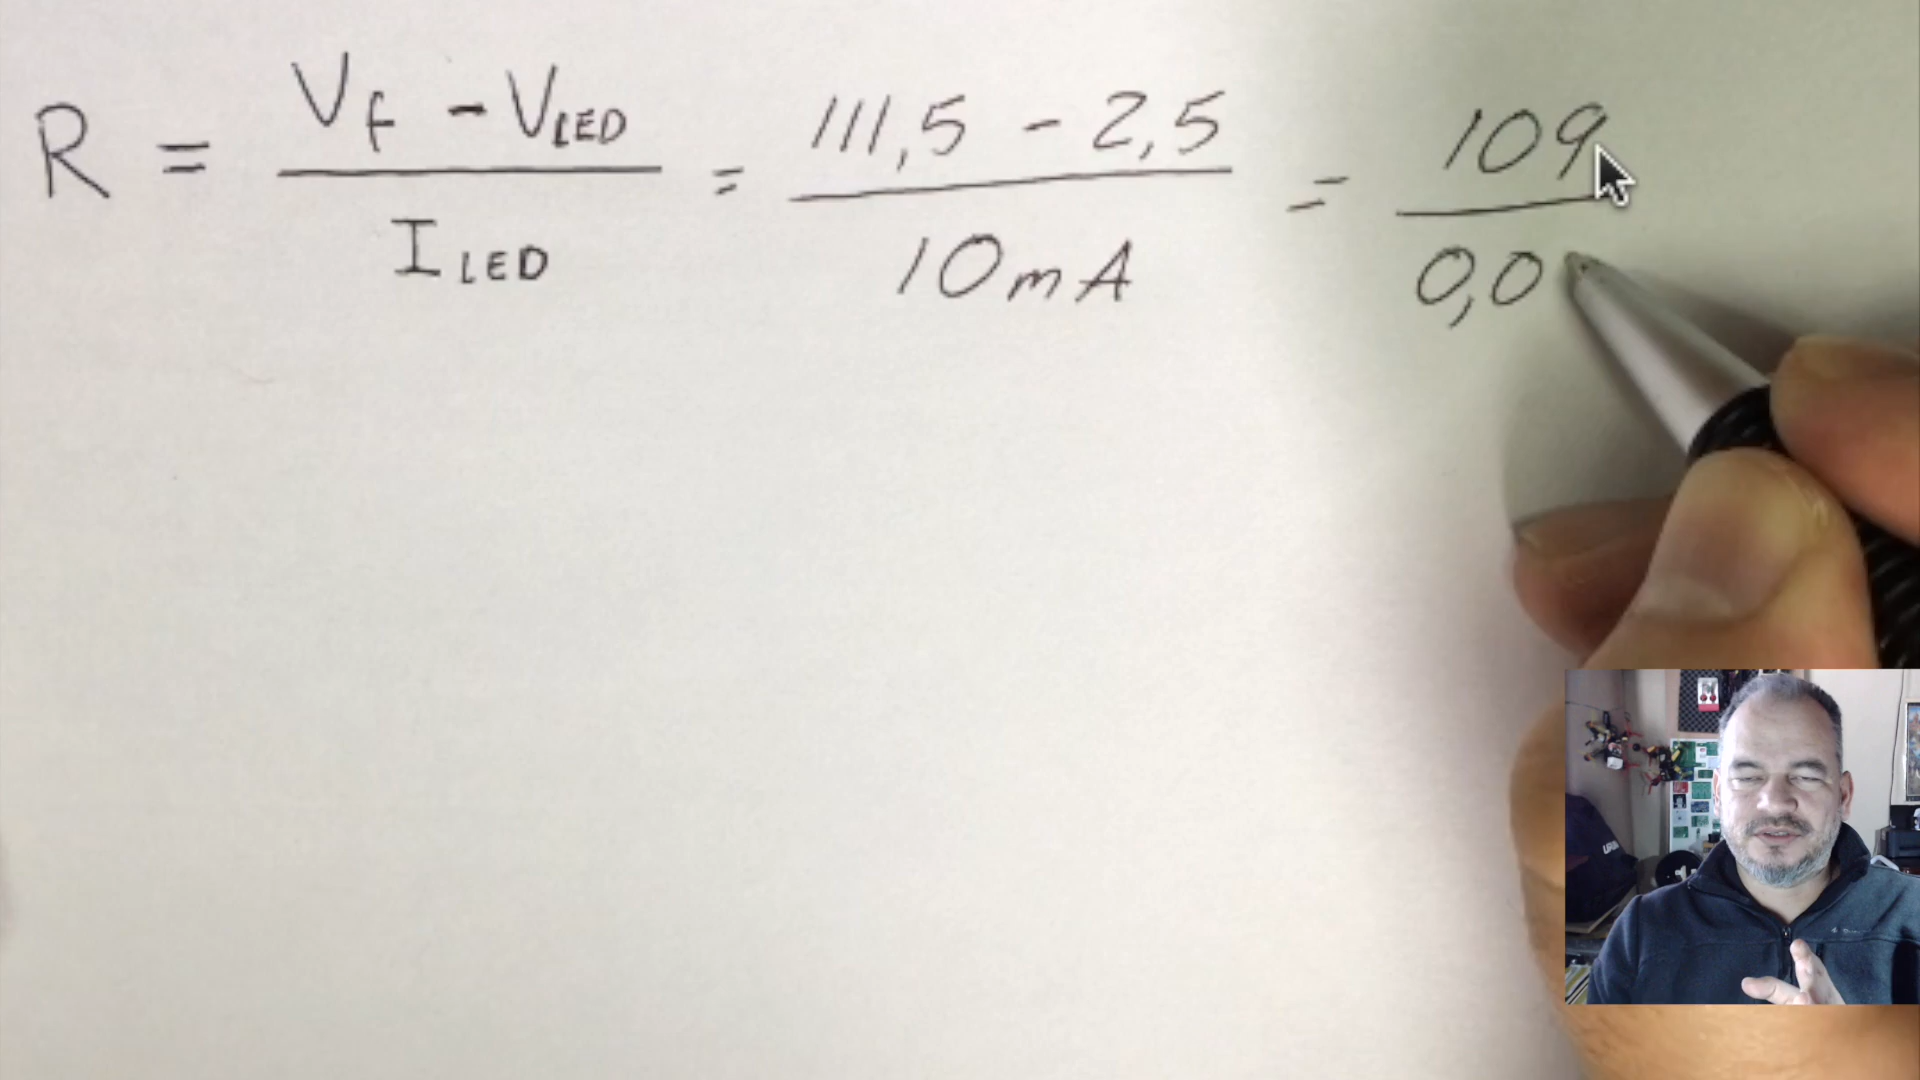 R = Vf - VLED / ILED = 111,5 - 2,5 / 10mA = 109 / 0,0